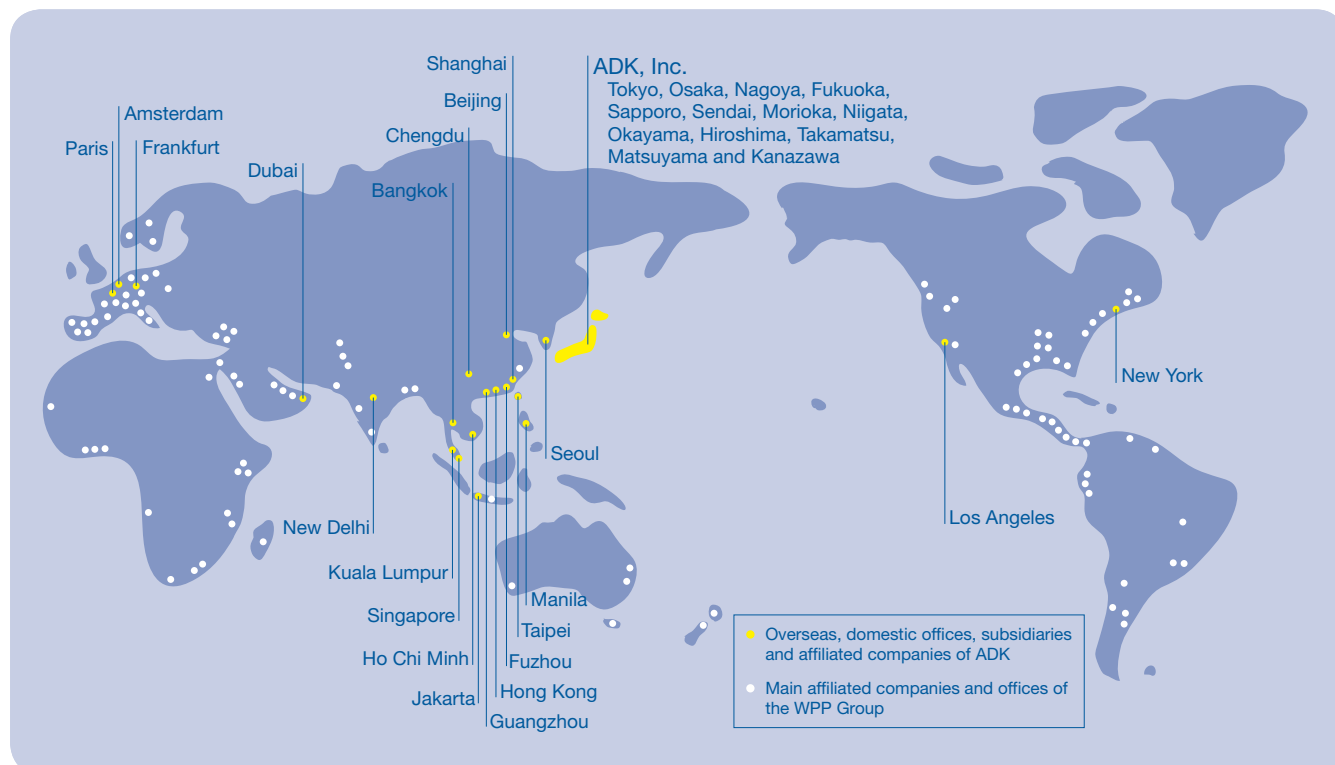 Shanghai
ADK, Inc.
Tokyo, Osaka, Nagoya, Fukuoka,
Sapporo, Sendai, Morioka, Niigata,
Okayama, Hiroshima, Takamatsu,
Matsuyama and Kanazawa
Beijing
Amsterdam
Chengdu
Paris
Frankfurt
Dubai
Bangkok
New York
Seoul
Los Angeles
New Delhi
Kuala Lumpur
Manila
Singapore
Taipei
Ho Chi Minh
Fuzhou
Jakarta
Hong Kong
Guangzhou
Overseas, domestic offices, subsidiaries
and affiliated companies of ADK
Main affiliated companies and offices of
the WPP Group